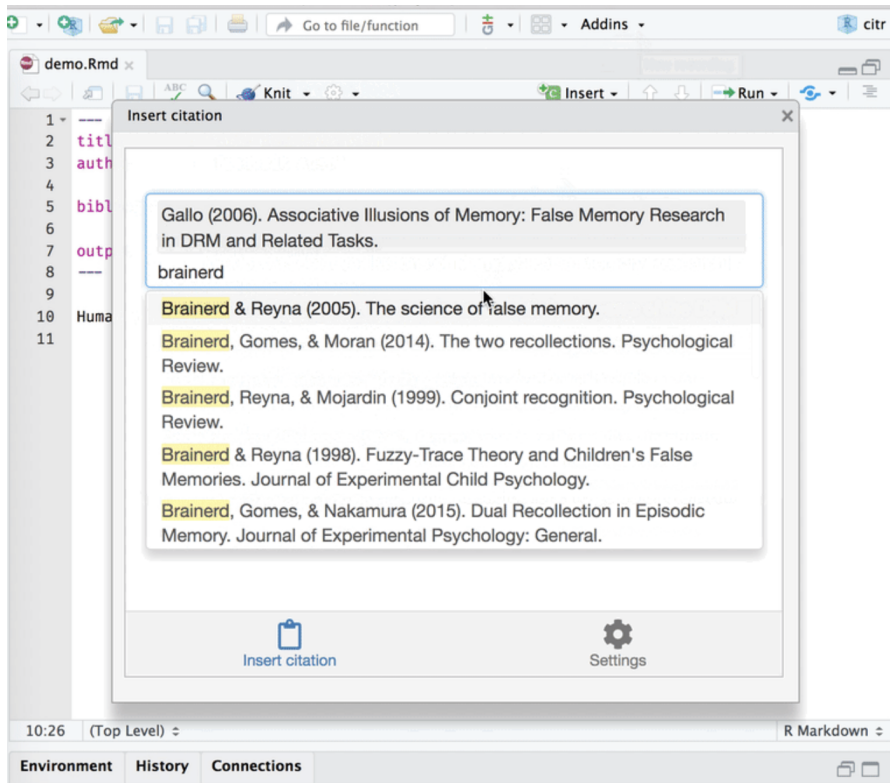 Go to file/function
Addins
citr
demo.Rmd
ABC
Knit
Insert
Run
Insert citation
1 ---
2 titl
3 auth
4
5 bibl
6
7 outp
8 ---
9
10 Huma
11
Gallo (2006). Associative Illusions of Memory: False Memory Research
in DRM and Related Tasks.
brainerd
Brainerd & Reyna (2005). The science of false memory.
Brainerd, Gomes, & Moran (2014). The two recollections. Psychological
Review.
Brainerd, Reyna, & Mojardin (1999). Conjoint recognition. Psychological
Review.
Brainerd & Reyna (1998). Fuzzy-Trace Theory and Children's False
Memories. Journal of Experimental Child Psychology.
Brainerd, Gomes, & Nakamura (2015). Dual Recollection in Episodic
Memory. Journal of Experimental Psychology: General.
Insert citation
Settings
10:26 (Top Level)
R Markdown
Environment History Connections